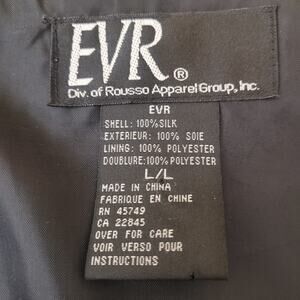 EVR®
Div. of Rousso Apparel Group, Inc.
EVR
SHELL: 100% SILK
EXTERIEUR: 100% SOIE
LINING: 100% POLYESTER
DOUBLURE: 100% POLYESTER
L/L
MADE IN CHINA
FABRIQUE EN CHINE
RN 45749
CA 22845
OVER FOR CARE
VOIR VERSO POUR
INSTRUCTIONS